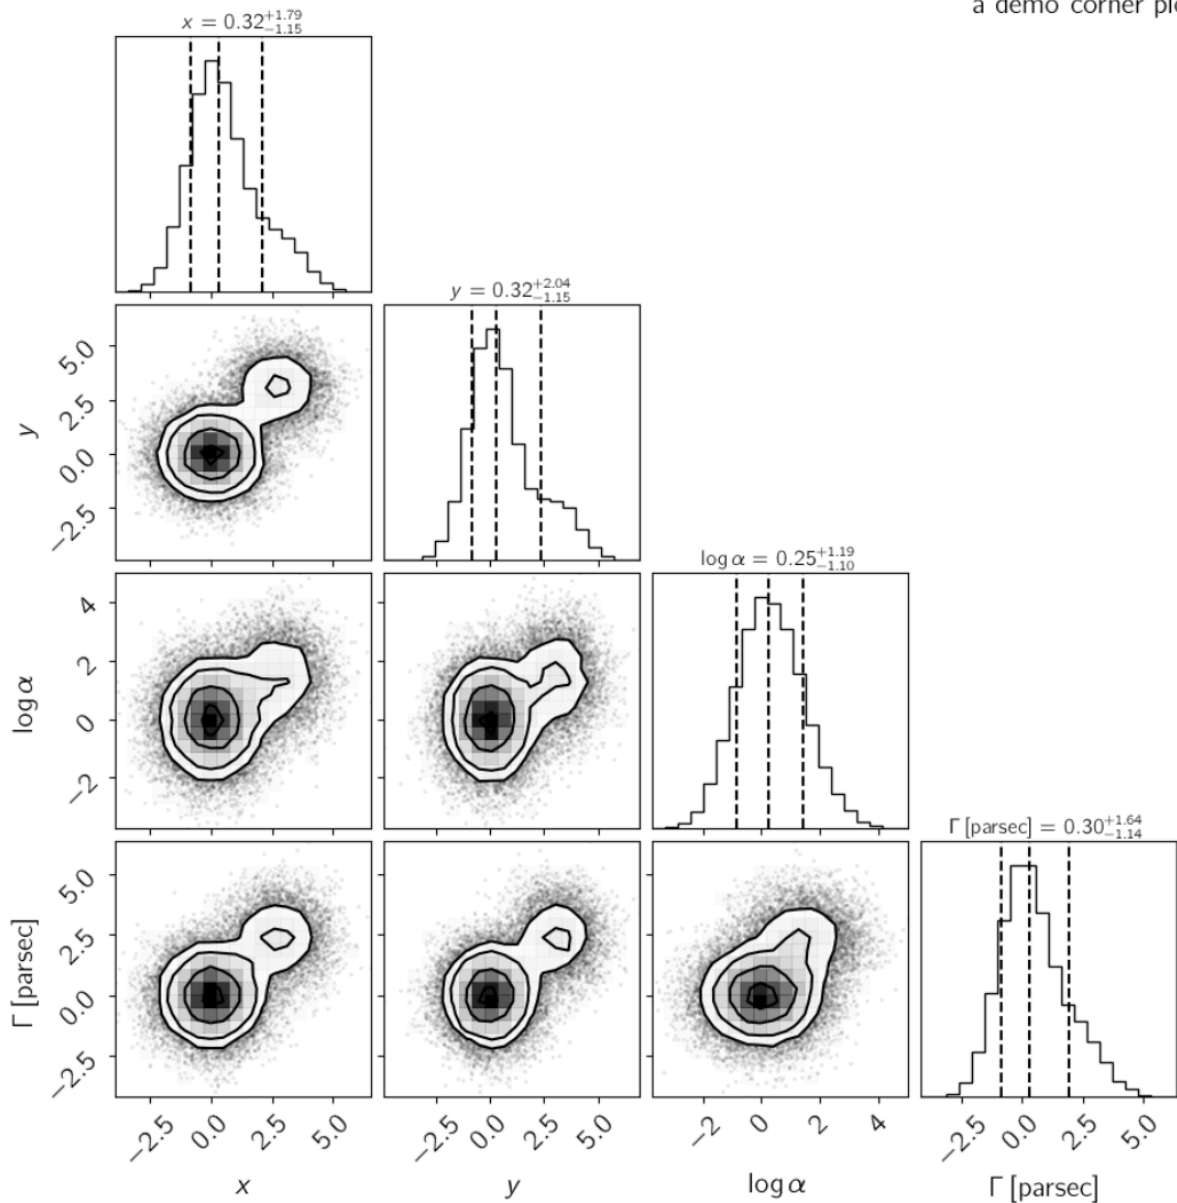 a demo corner plo
x = 0.32^{+1.79}_{-1.15}
y = 0.32^{+2.04}_{-1.15}
5.0
2.5
0.0
−2.5
y
log α = 0.25^{+1.19}_{-1.10}
4
2
0
−2
log α
Γ [parsec] = 0.30^{+1.64}_{-1.14}
5.0
2.5
0.0
−2.5
Γ [parsec]
−2.5 0.0 2.5 5.0 −2.5 0.0 2.5 5.0 −2 0 2 4 −2.5 0.0 2.5 5.0
x y log α Γ [parsec]